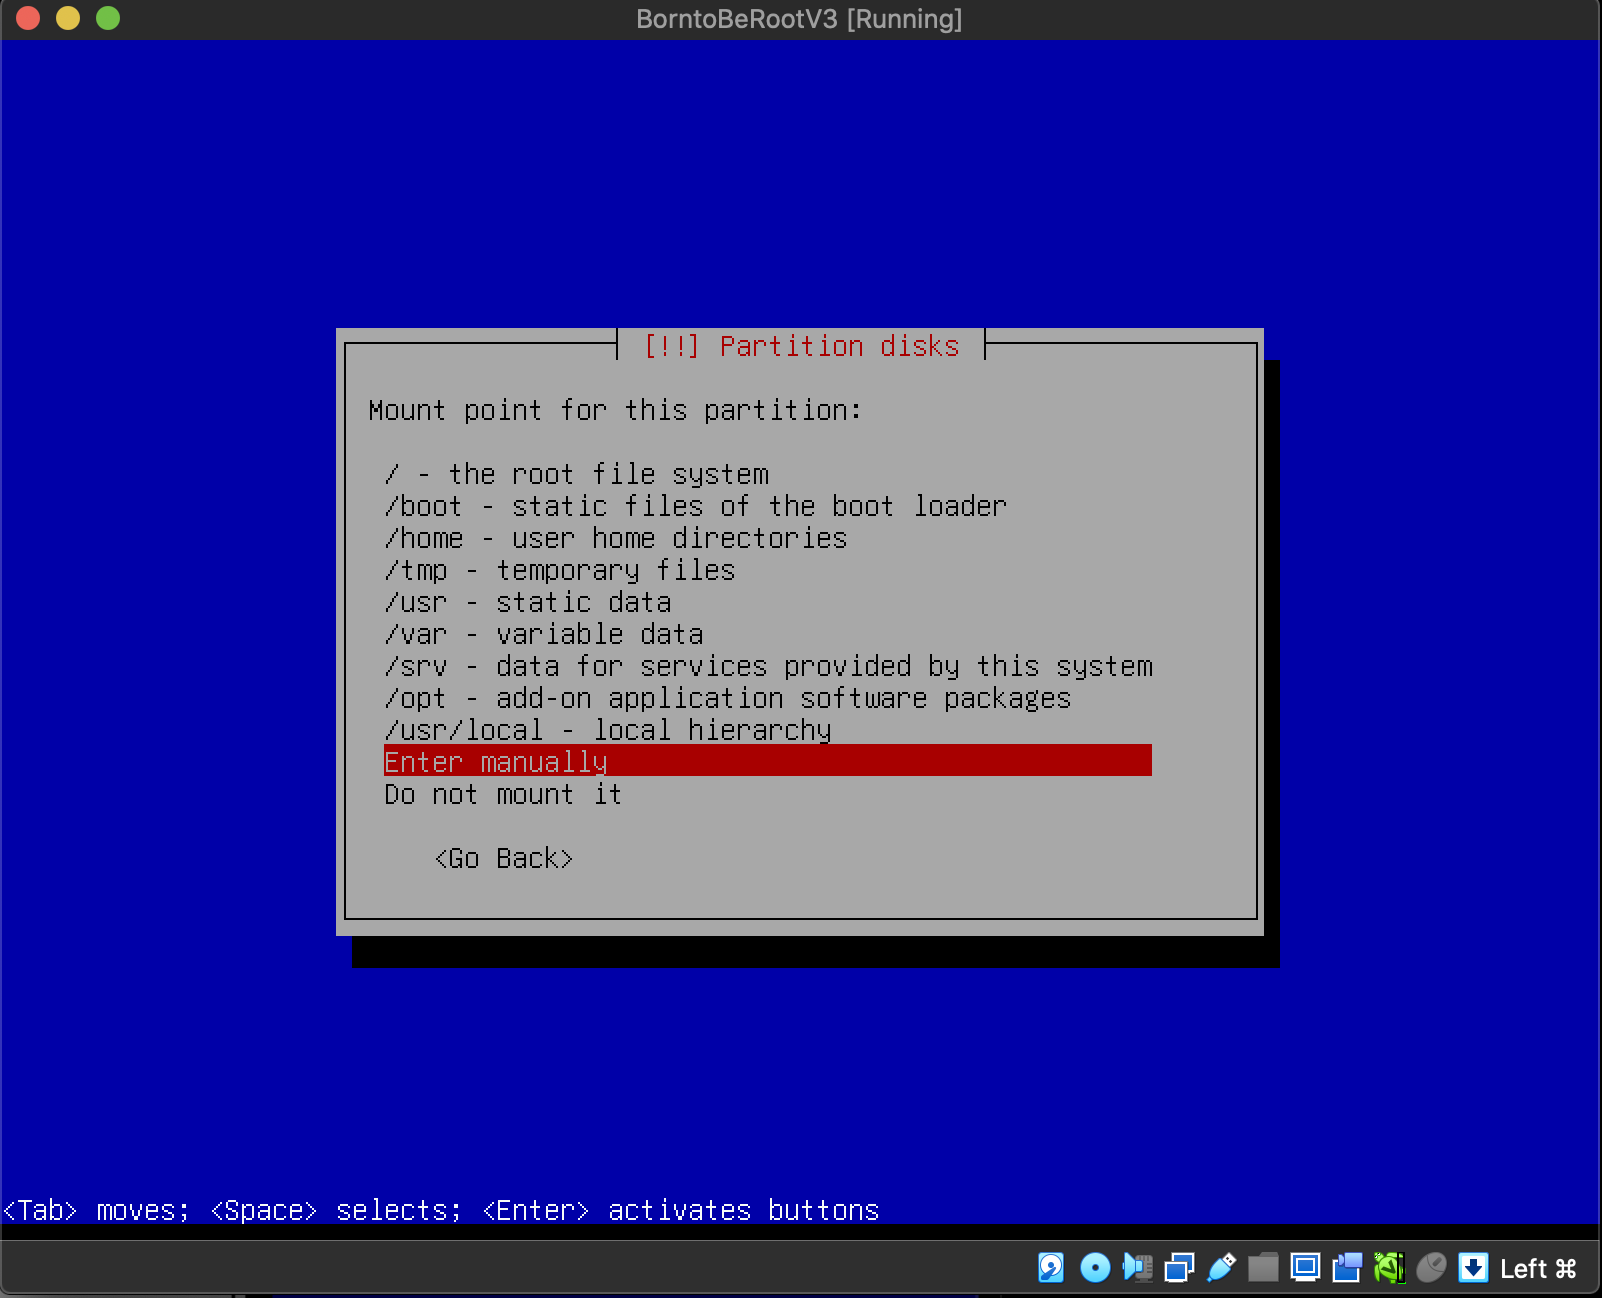 BorntoBeRootV3 [Running]
[!!] Partition disks
Mount point for this partition:
/ - the root file system
/boot - static files of the boot loader
/home - user home directories
/tmp - temporary files
/usr - static data
/var - variable data
/srv - data for services provided by this system
/opt - add-on application software packages
/usr/local - local hierarchy
Enter manually
Do not mount it
<Go Back>
<Tab> moves; <Space> selects; <Enter> activates buttons
Left ⌘